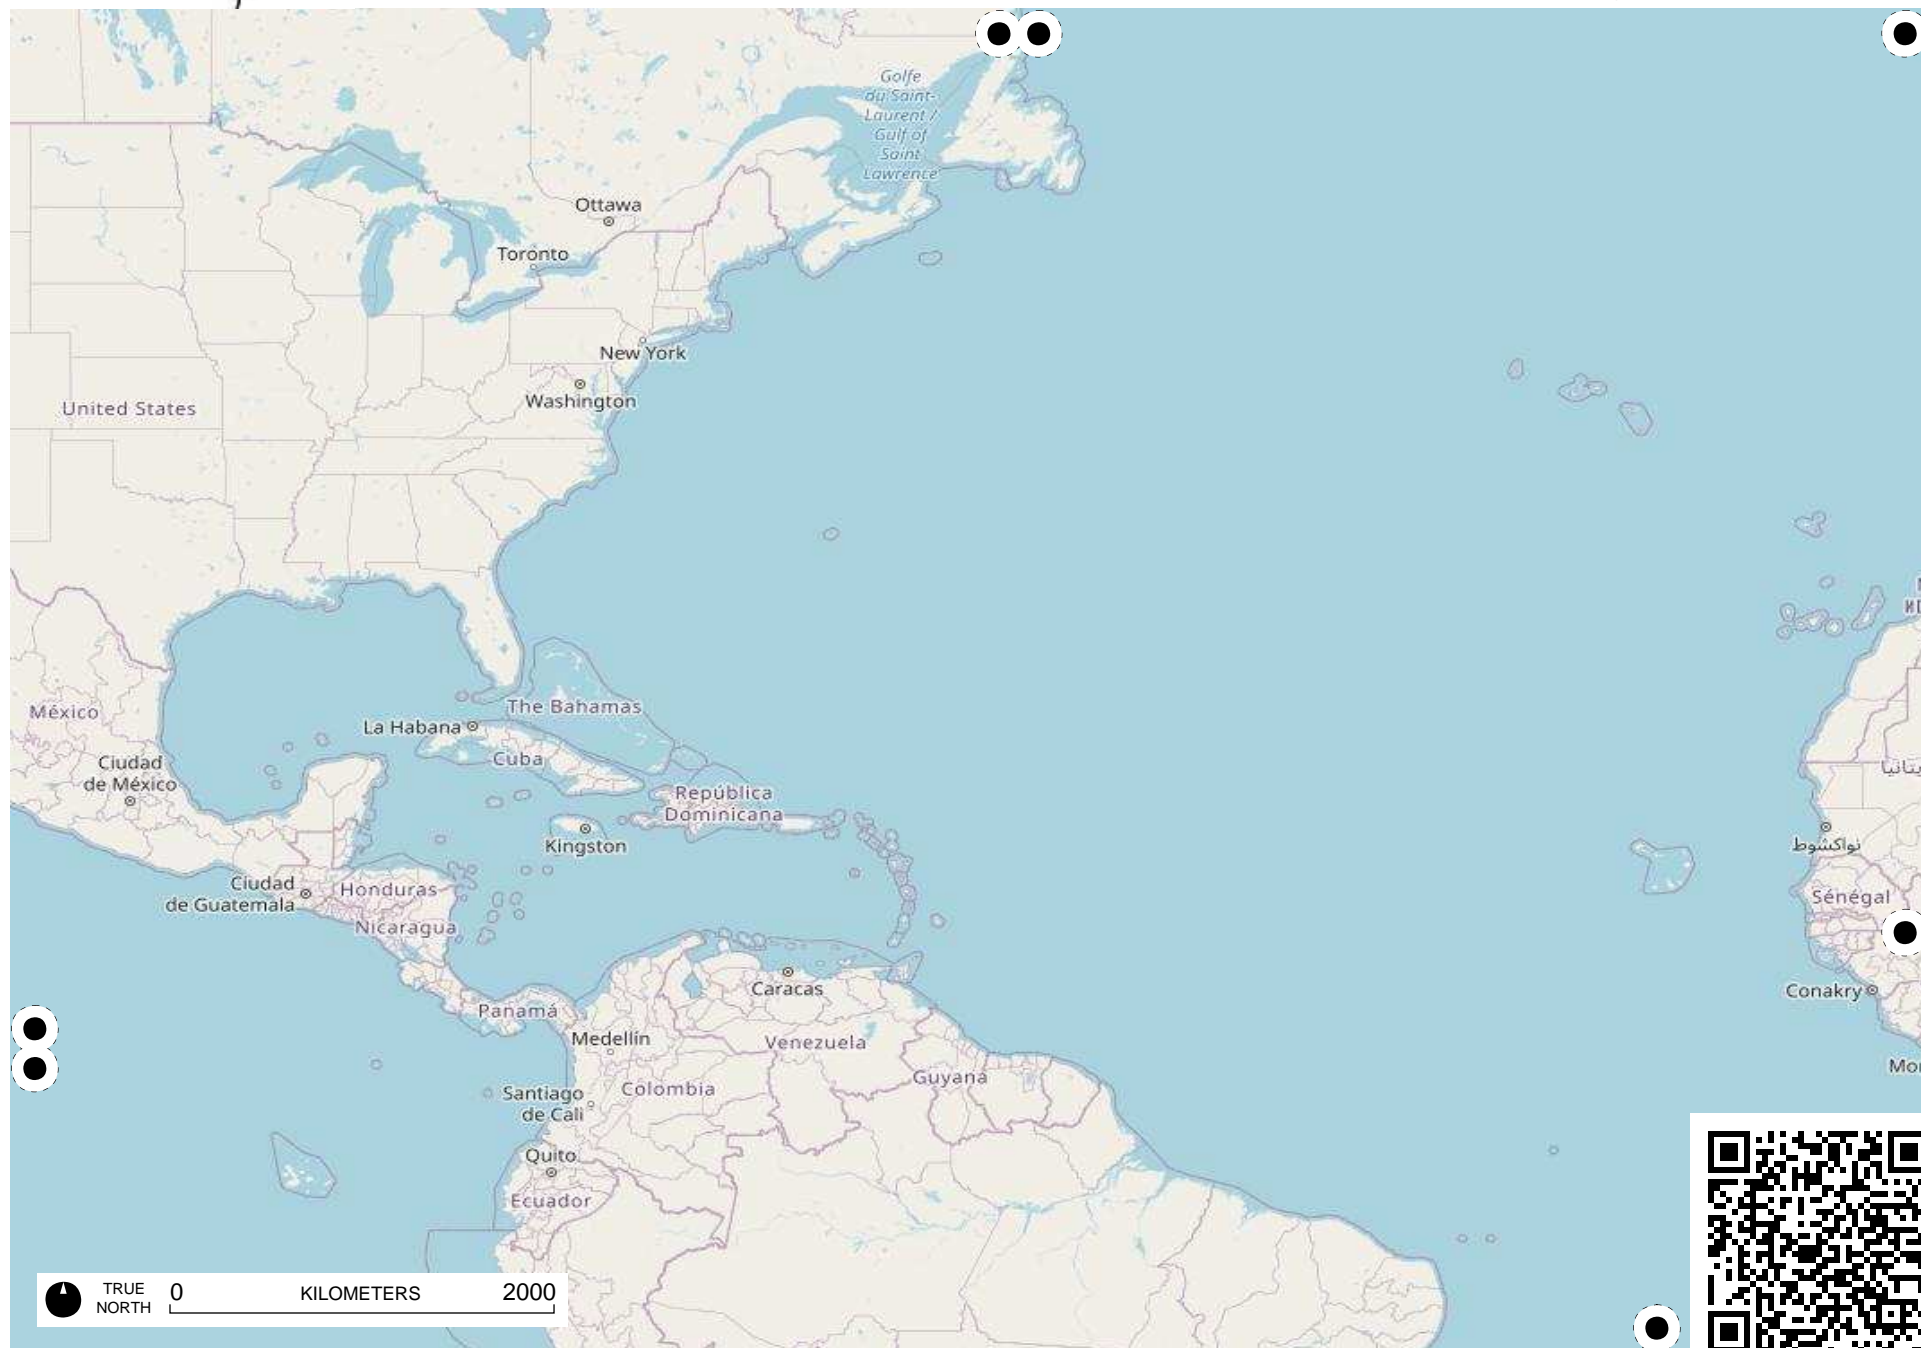 Golfe
du Saint-
Laurent /
Gulf of
Saint
Lawrence
Ottawa
Toronto
New York
Washington
United States
México
Ciudad
de México
La Habana
The Bahamas
Cuba
República
Dominicana
Kingston
Ciudad
de Guatemala
Honduras
Nicaragua
نواكشوط
Sénégal
Conakry
Caracas
Panamá
Medellín
Venezuela
Colombia
Guyana
Santiago
de Cali
Quito
Ecuador
TRUE
NORTH
0 KILOMETERS 2000